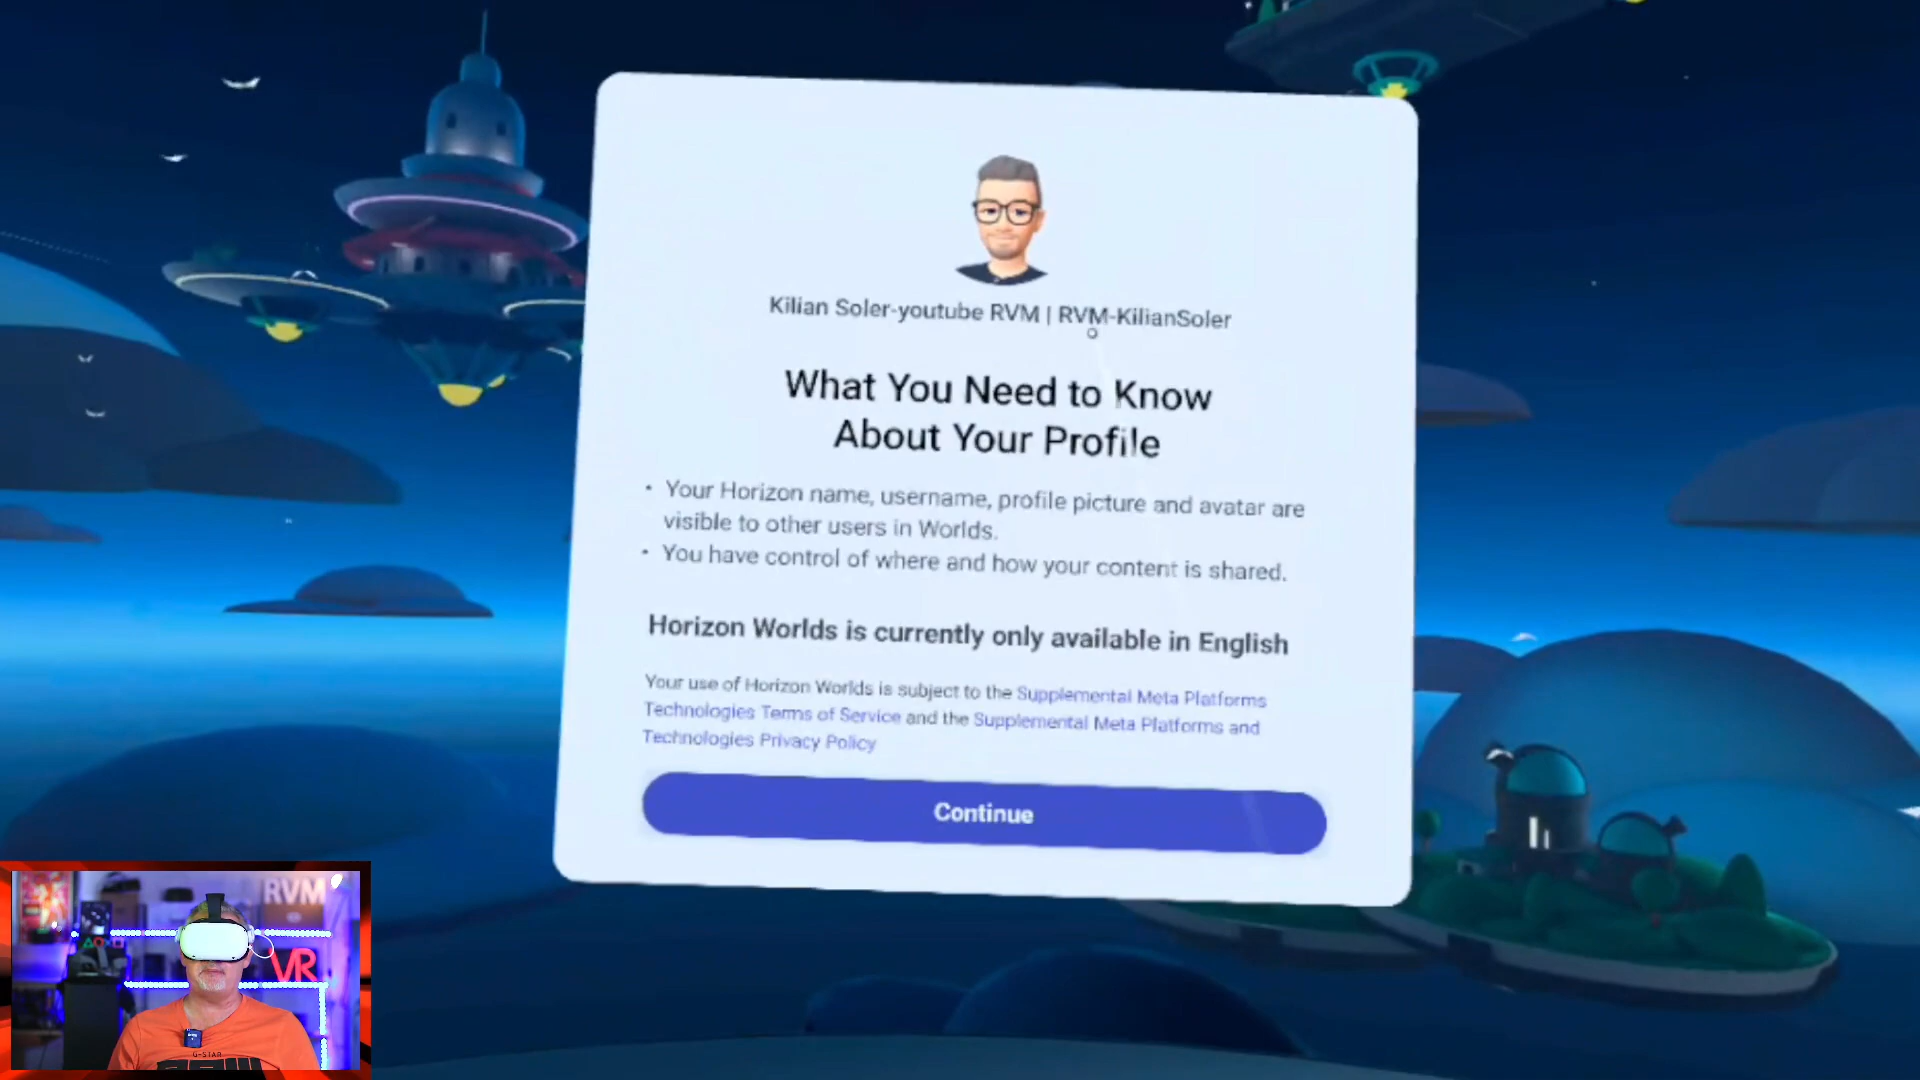 Kilian Soler-youtube RVM | RVM-KilianSoler
What You Need to Know
About Your Profile
• Your Horizon name, username, profile picture and avatar are
visible to other users in Worlds.
• You have control of where and how your content is shared.
Horizon Worlds is currently only available in English
Your use of Horizon Worlds is subject to the Supplemental Meta Platforms
Technologies Terms of Service and the Supplemental Meta Platforms and
Technologies Privacy Policy
Continue
RVM
VR
G-STAR